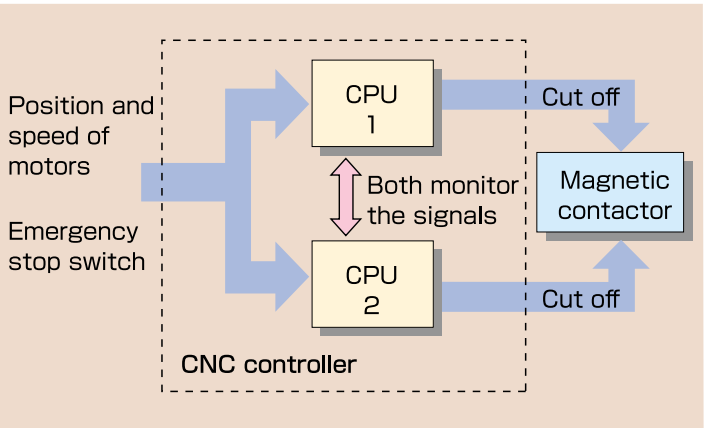 Position and
speed of
motors
Emergency
stop switch
CPU
1
Both monitor
the signals
CPU
2
CNC controller
Cut off
Magnetic
contactor
Cut off